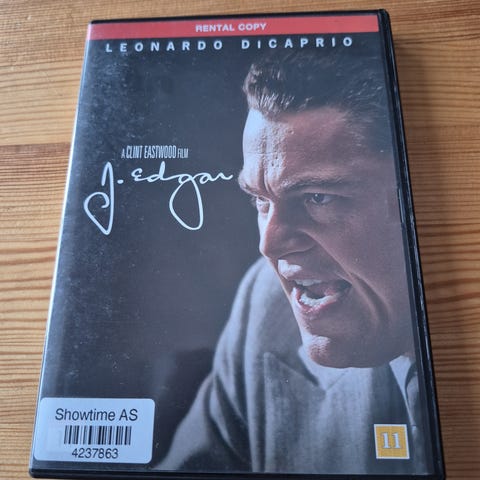 RENTAL COPY
LEONARDO DICAPRIO
A CLINT EASTWOOD FILM
J. Edgar
Showtime AS
4237863
11